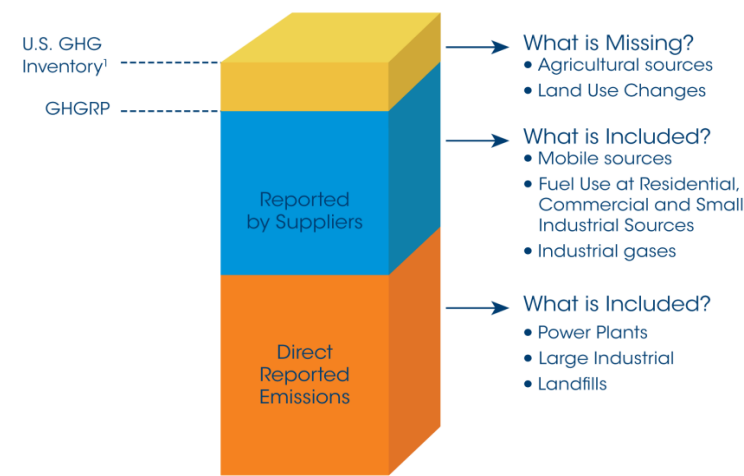 U.S. GHG
Inventory¹
GHGRP
What is Missing?
• Agricultural sources
• Land Use Changes
What is Included?
• Mobile sources
• Fuel Use at Residential,
Commercial and Small
Industrial Sources
• Industrial gases
Reported
by Suppliers
What is Included?
• Power Plants
• Large Industrial
• Landfills
Direct
Reported
Emissions